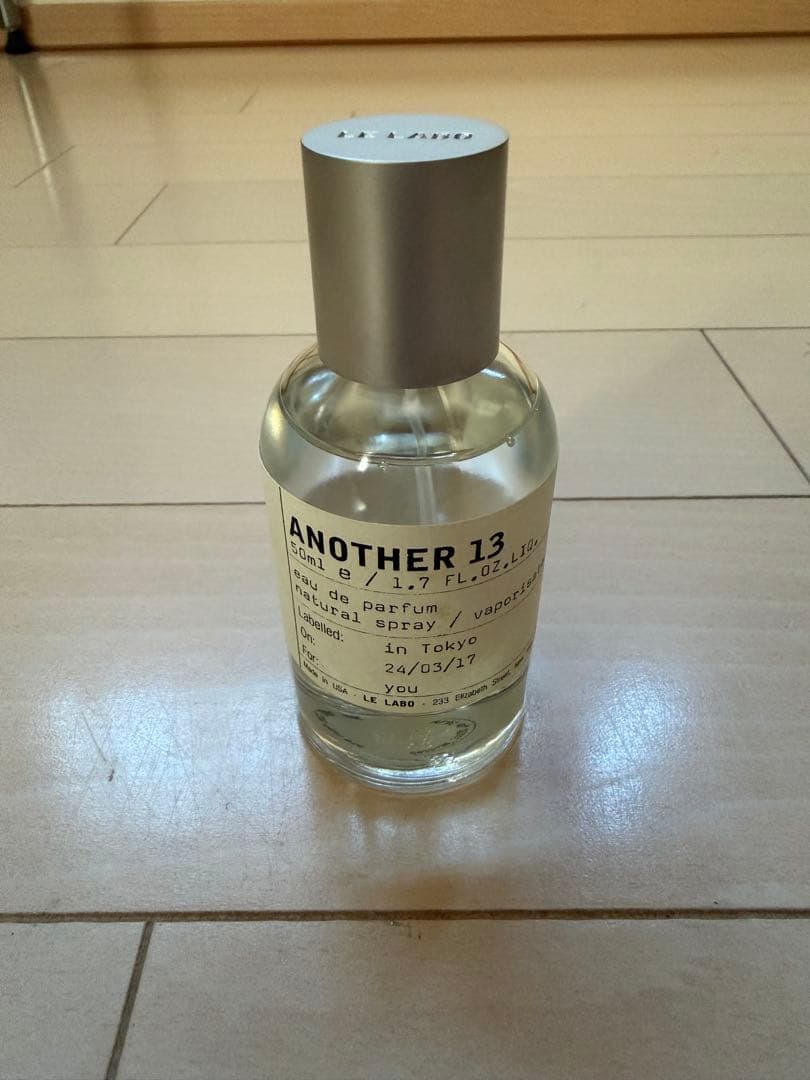 LE LABO
ANOTHER 13
50ml e / 1.7 FL.OZ.LIQ.
eau de parfum
natural spray /
Labelled: in Tokyo
On: 24/03/17
For: you
Made in USA · LE LABO · 233 Elizabeth Street,